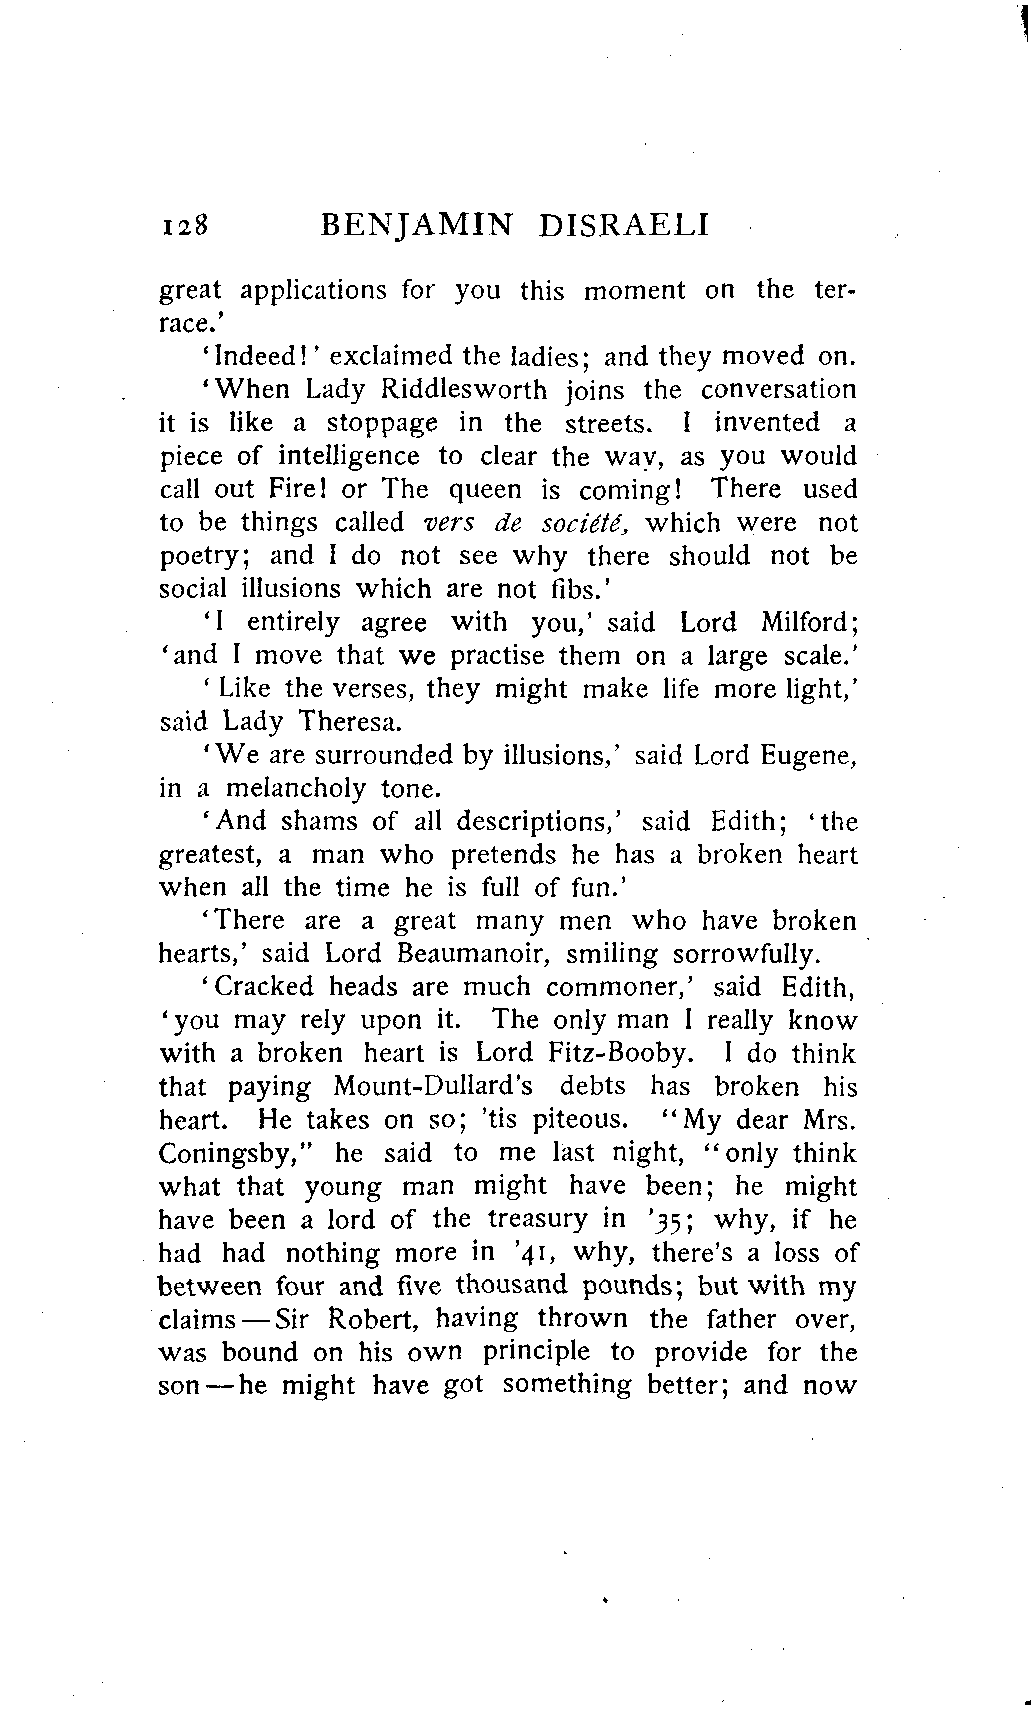 128 BENJAMIN DISRAELI
great applications for you this moment on the ter-
race.'
'Indeed!' exclaimed the ladies; and they moved on.
'When Lady Riddlesworth joins the conversation
it is like a stoppage in the streets. I invented a
piece of intelligence to clear the way, as you would
call out Fire! or The queen is coming! There used
to be things called vers de société, which were not
poetry; and I do not see why there should not be
social illusions which are not fibs.'
'I entirely agree with you,' said Lord Milford;
'and I move that we practise them on a large scale.'
'Like the verses, they might make life more light,'
said Lady Theresa.
'We are surrounded by illusions,' said Lord Eugene,
in a melancholy tone.
'And shams of all descriptions,' said Edith; 'the
greatest, a man who pretends he has a broken heart
when all the time he is full of fun.'
'There are a great many men who have broken
hearts,' said Lord Beaumanoir, smiling sorrowfully.
'Cracked heads are much commoner,' said Edith,
'you may rely upon it. The only man I really know
with a broken heart is Lord Fitz-Booby. I do think
that paying Mount-Dullard's debts has broken his
heart. He takes on so; 'tis piteous. "My dear Mrs.
Coningsby," he said to me last night, "only think
what that young man might have been; he might
have been a lord of the treasury in '35; why, if he
had had nothing more in '41, why, there's a loss of
between four and five thousand pounds; but with my
claims—Sir Robert, having thrown the father over,
was bound on his own principle to provide for the
son—he might have got something better; and now